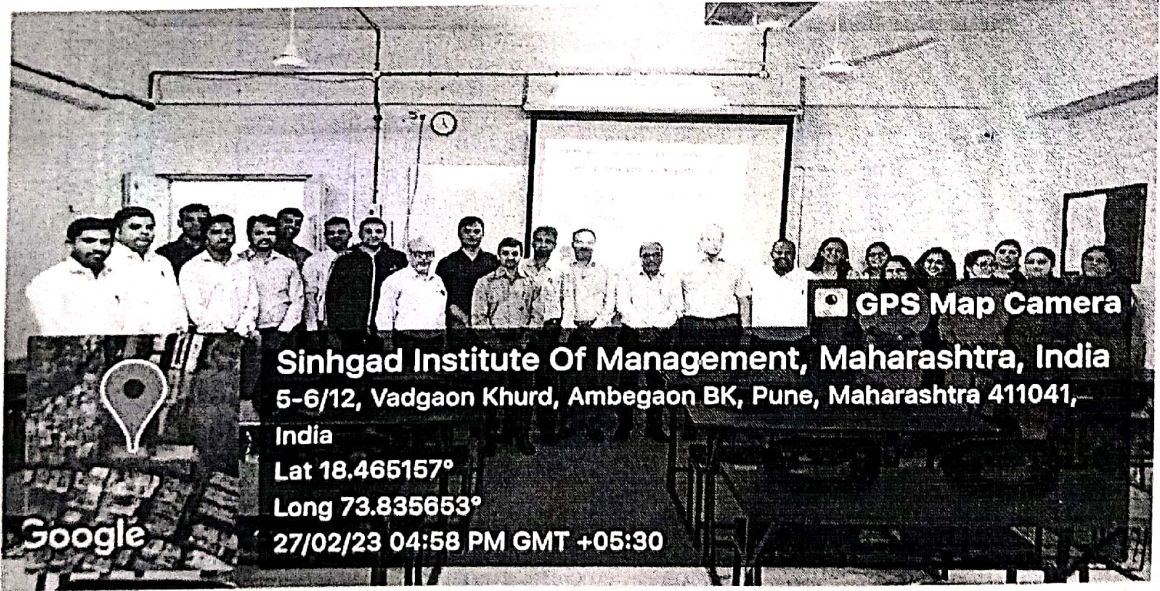 GPS Map Camera
Sinhgad Institute Of Management, Maharashtra, India
5-6/12, Vadgaon Khurd, Ambegaon BK, Pune, Maharashtra 411041,
India
Lat 18.465157°
Long 73.835653°
Google
27/02/23 04:58 PM GMT +05:30